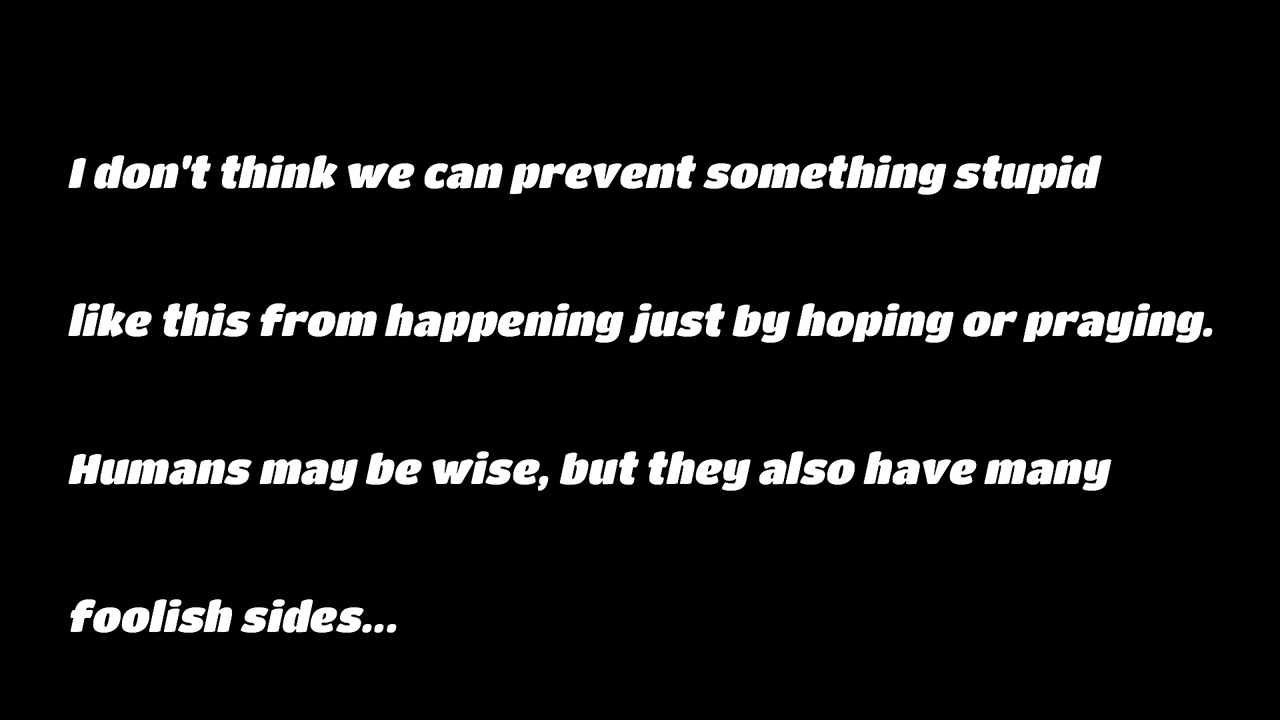 I don't think we can prevent something stupid
like this from happening just by hoping or praying.
Humans may be wise, but they also have many
foolish sides...